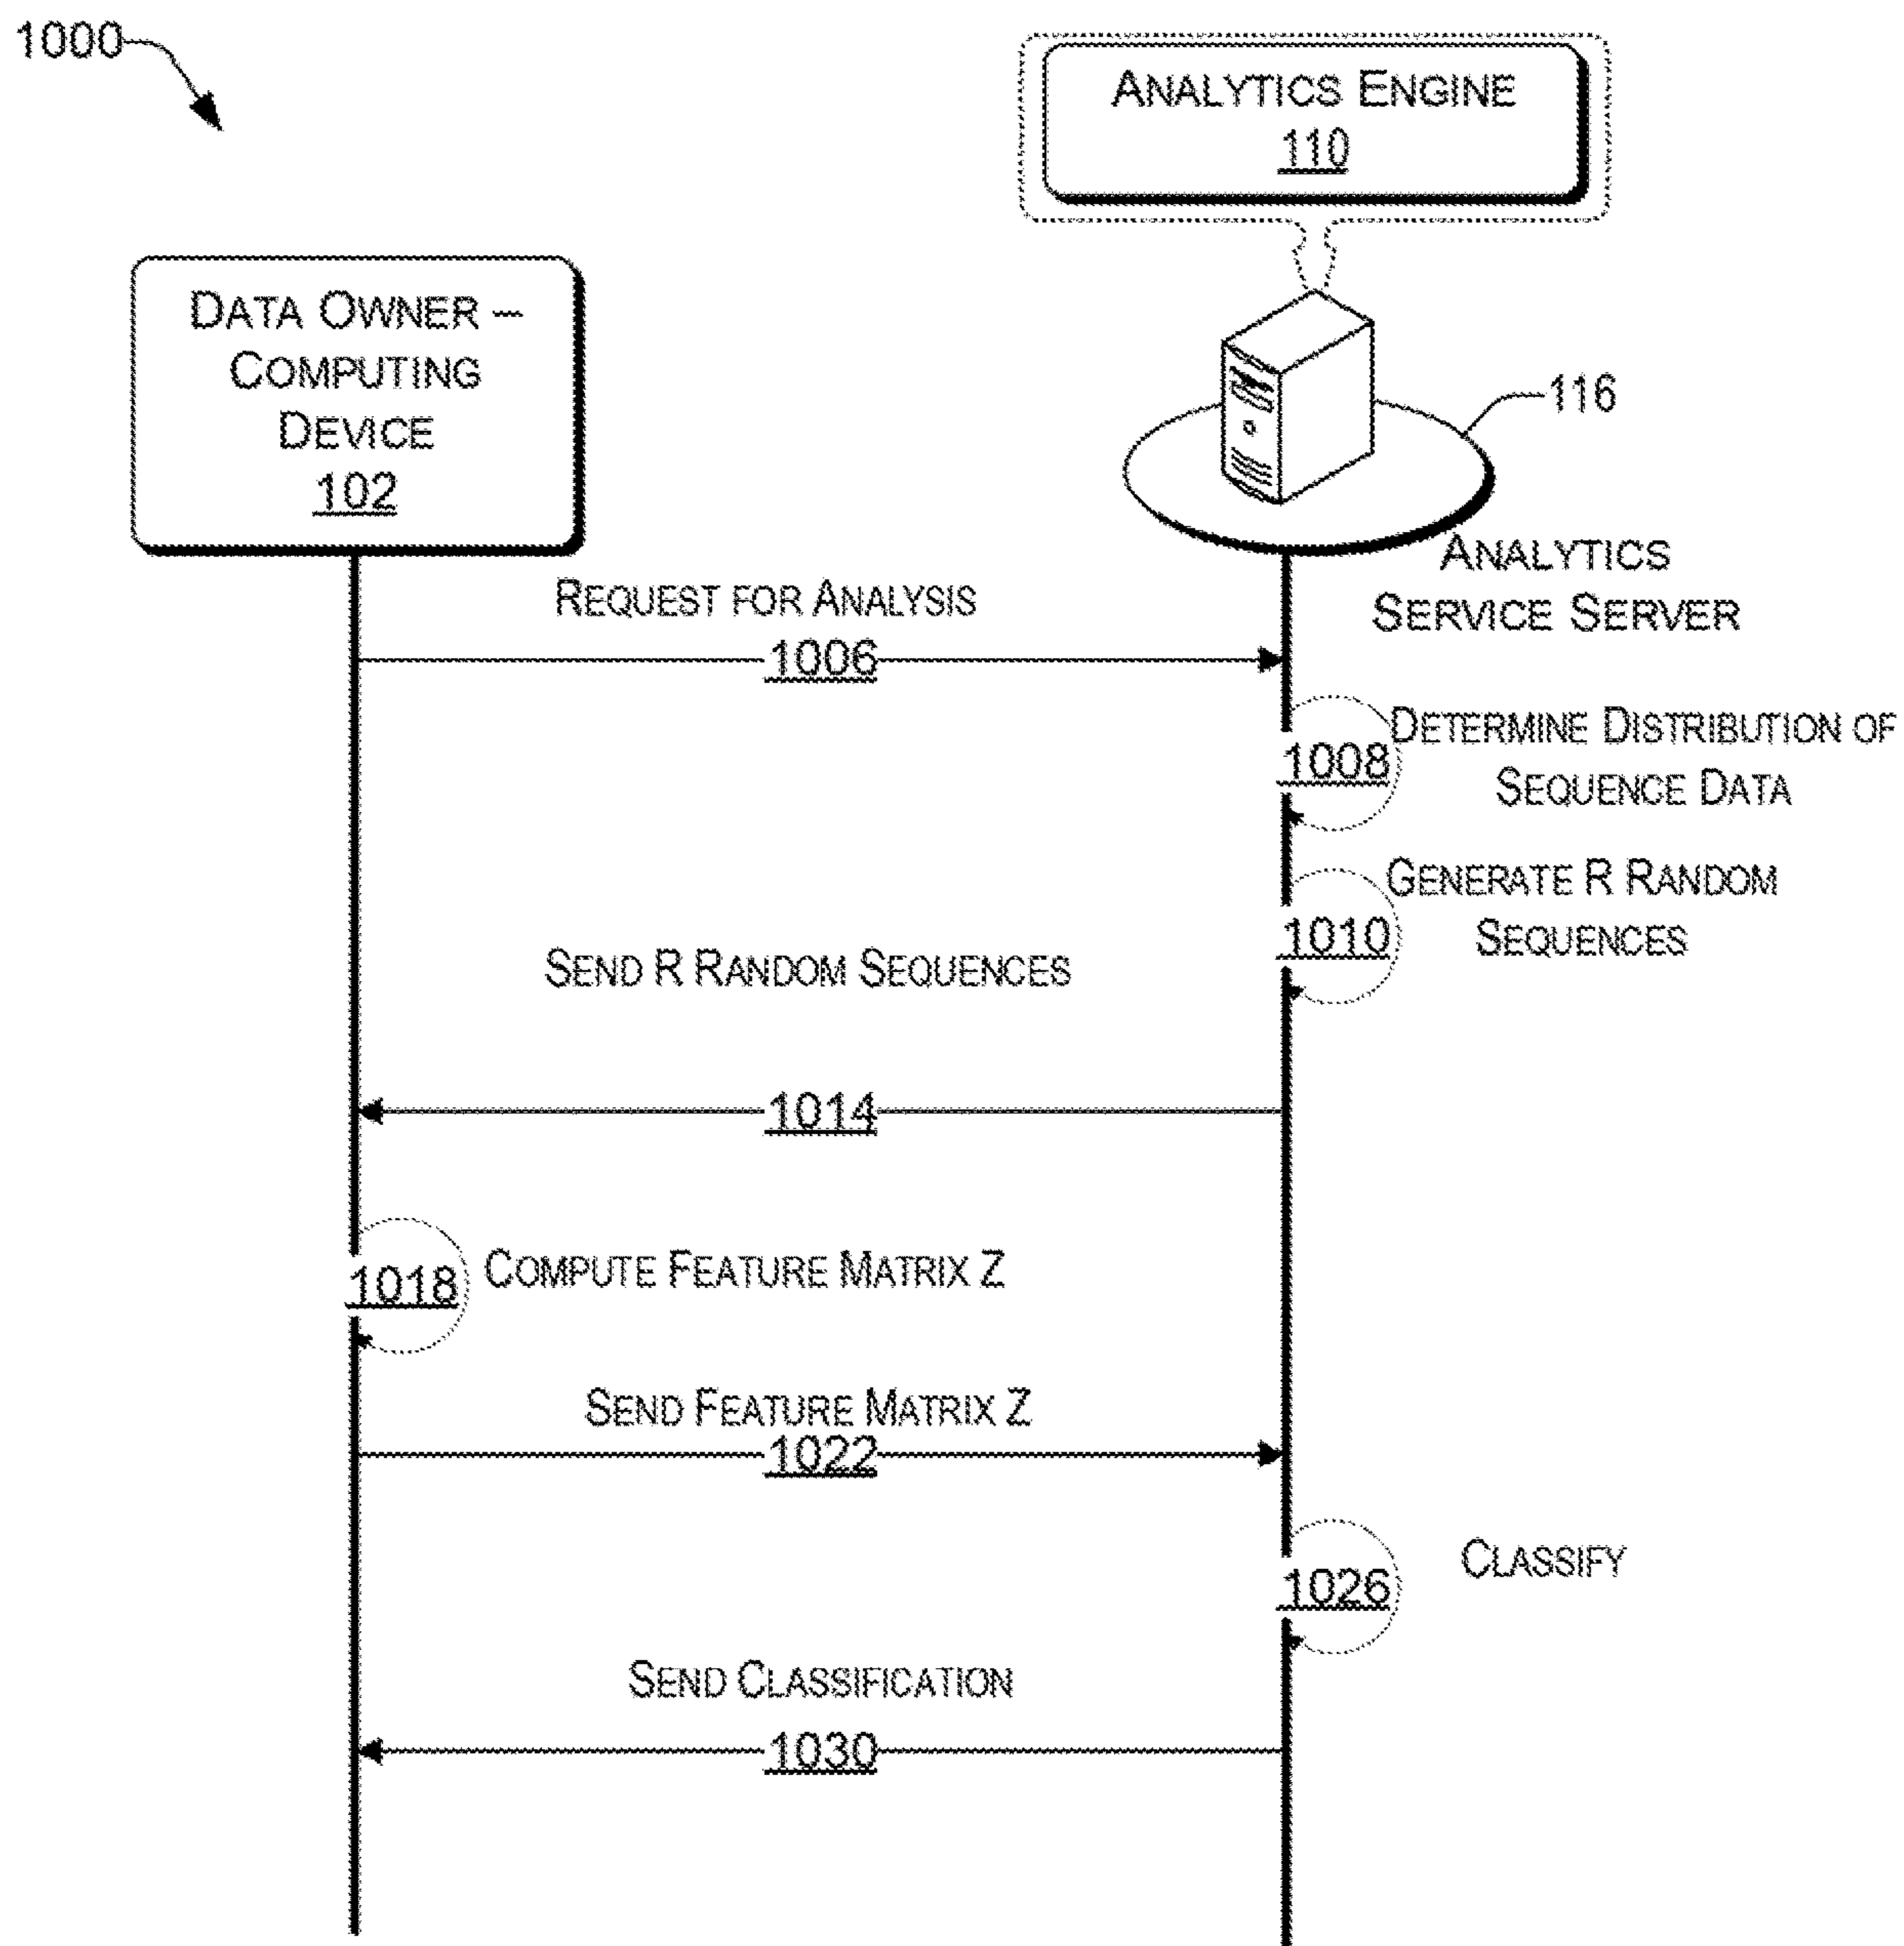 1000
ANALYTICS ENGINE
110
DATA OWNER –
COMPUTING
DEVICE
102
116
ANALYTICS
SERVICE SERVER
REQUEST FOR ANALYSIS
1006
DETERMINE DISTRIBUTION OF
SEQUENCE DATA
1008
GENERATE R RANDOM
SEQUENCES
1010
SEND R RANDOM SEQUENCES
1014
COMPUTE FEATURE MATRIX Z
1018
SEND FEATURE MATRIX Z
1022
CLASSIFY
1026
SEND CLASSIFICATION
1030